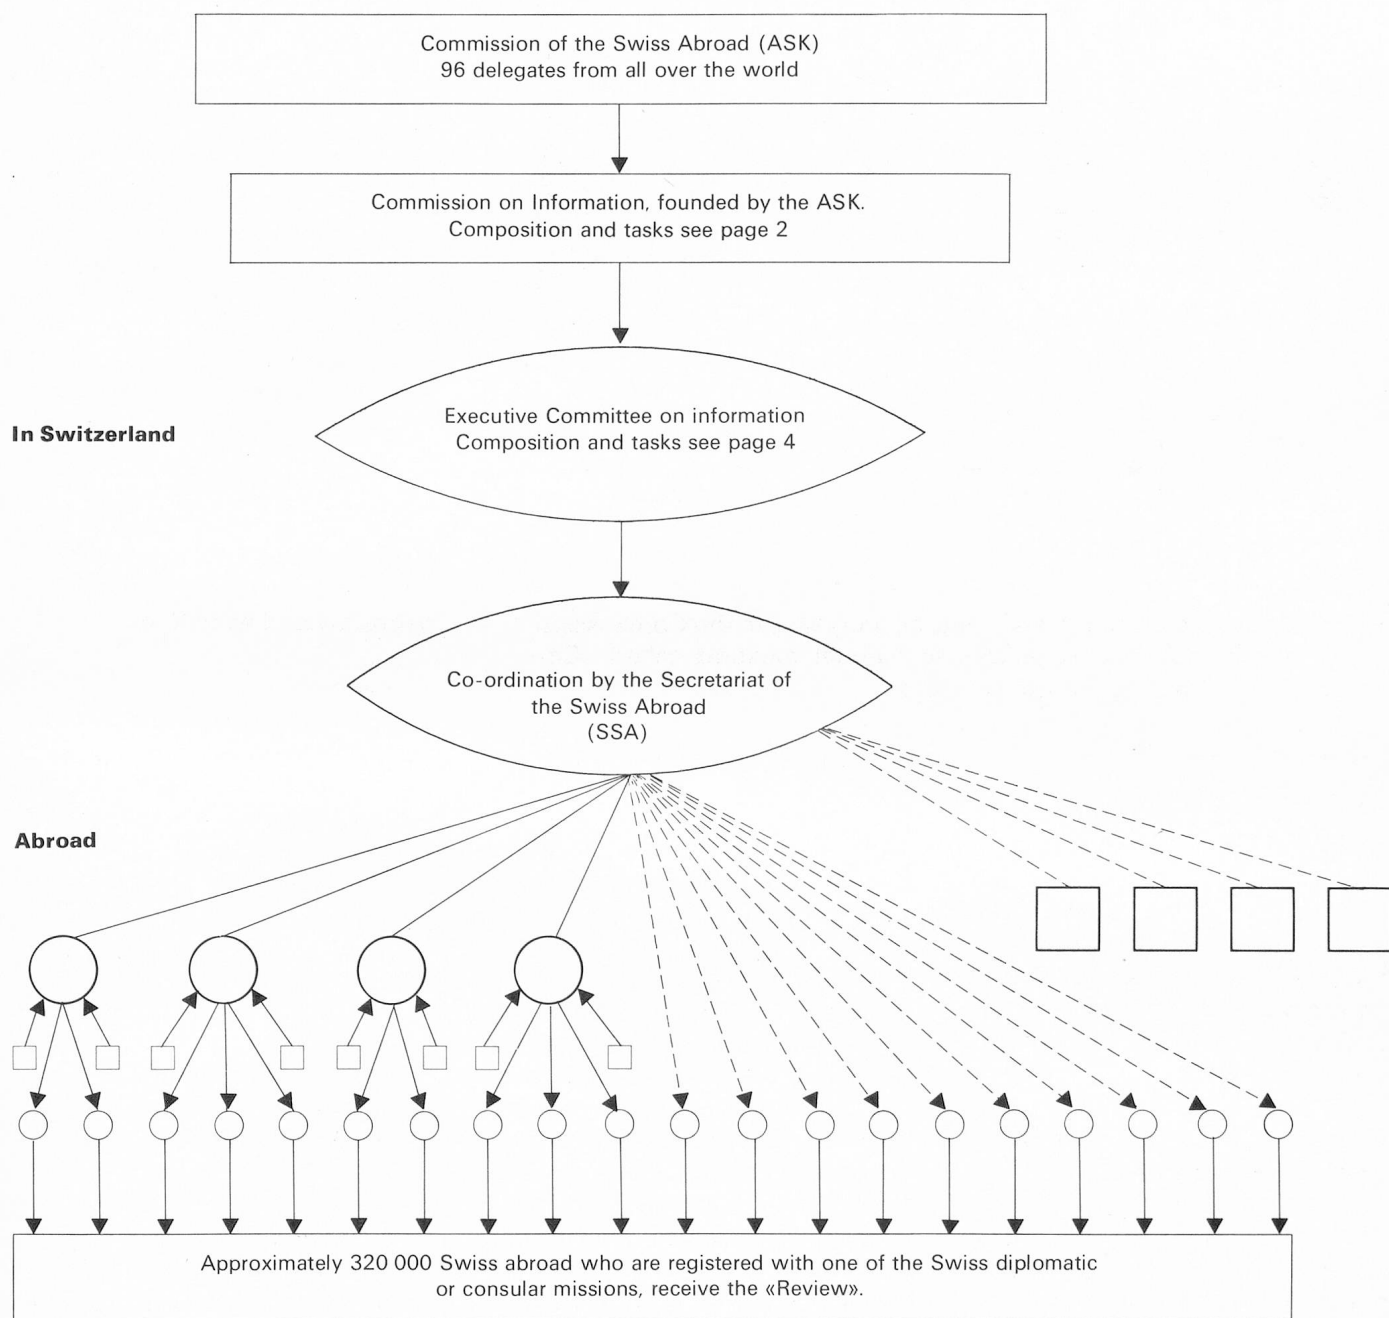 Commission of the Swiss Abroad (ASK)
96 delegates from all over the world
Commission on Information, founded by the ASK.
Composition and tasks see page 2
In Switzerland
Executive Committee on information
Composition and tasks see page 4
Co-ordination by the Secretariat of
the Swiss Abroad
(SSA)
Abroad
Approximately 320 000 Swiss abroad who are registered with one of the Swiss diplomatic
or consular missions, receive the «Review».